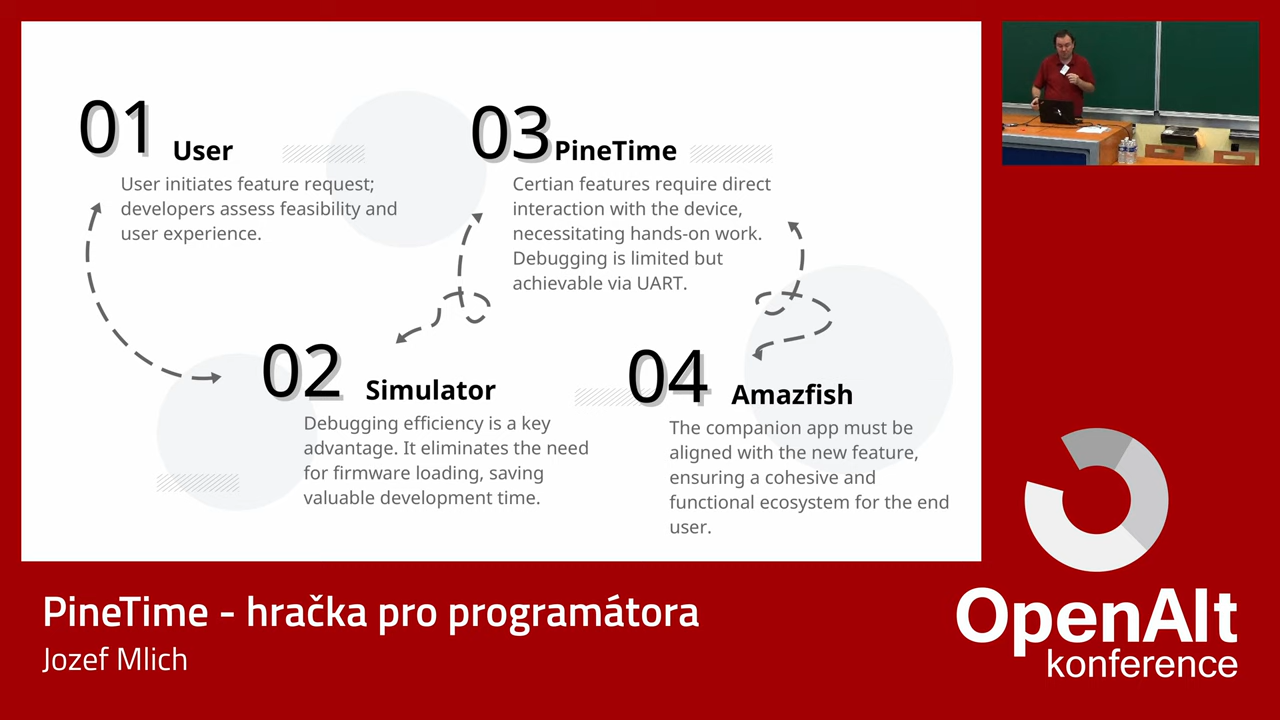 01 User
User initiates feature request;
developers assess feasibility and
user experience.
02 Simulator
Debugging efficiency is a key
advantage. It eliminates the need
for firmware loading, saving
valuable development time.
03 PineTime
Certian features require direct
interaction with the device,
necessitating hands-on work.
Debugging is limited but
achievable via UART.
04 Amazfish
The companion app must be
aligned with the new feature,
ensuring a cohesive and
functional ecosystem for the end
user.
PineTime - hračka pro programátora
Jozef Mlich
OpenAlt
konference